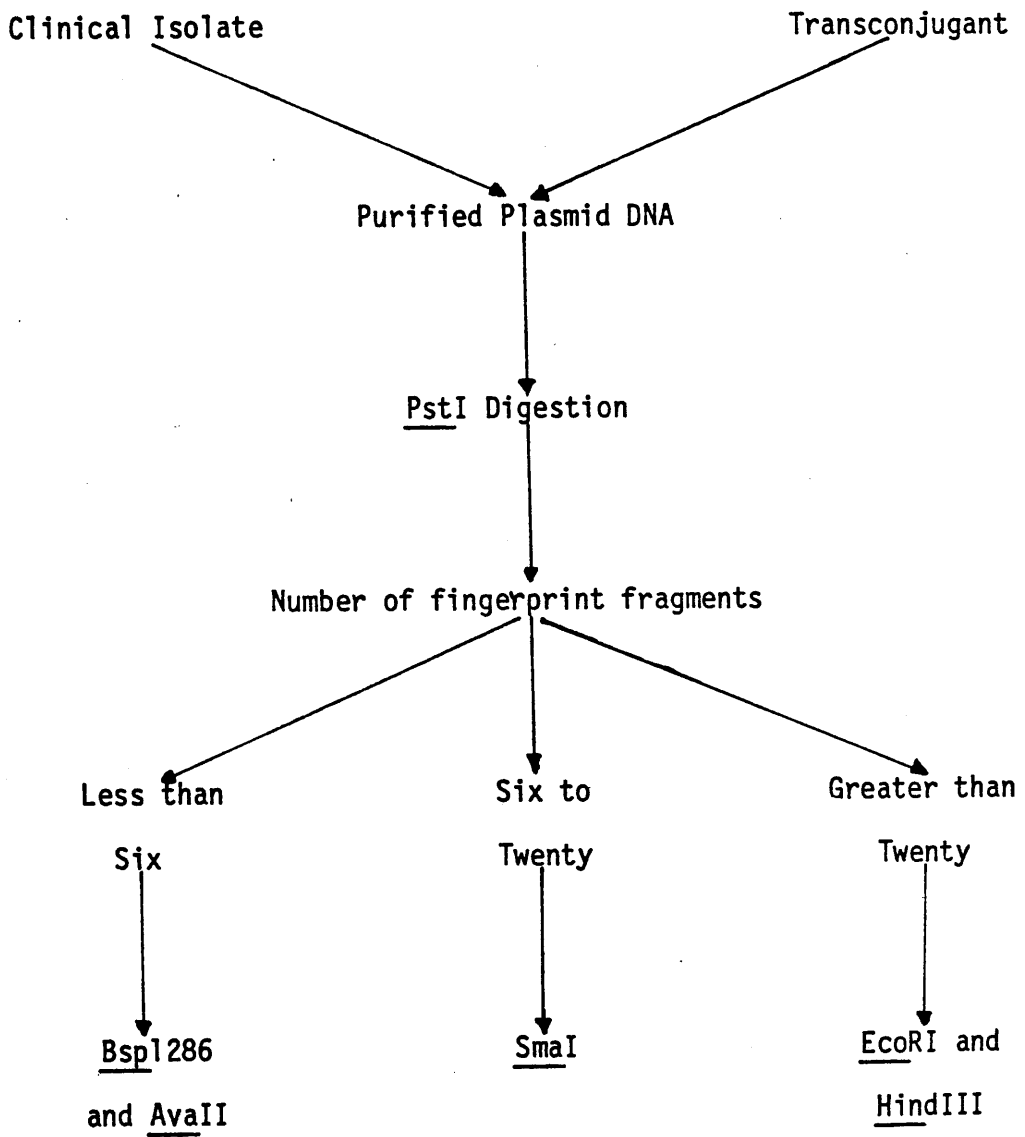 Clinical Isolate
Transconjugant
Purified Plasmid DNA
PstI Digestion
Number of fingerprint fragments
Less than
Six
Six to
Twenty
Greater than
Twenty
Bsp1286
and AvaII
SmaI
EcoRI and
HindIII